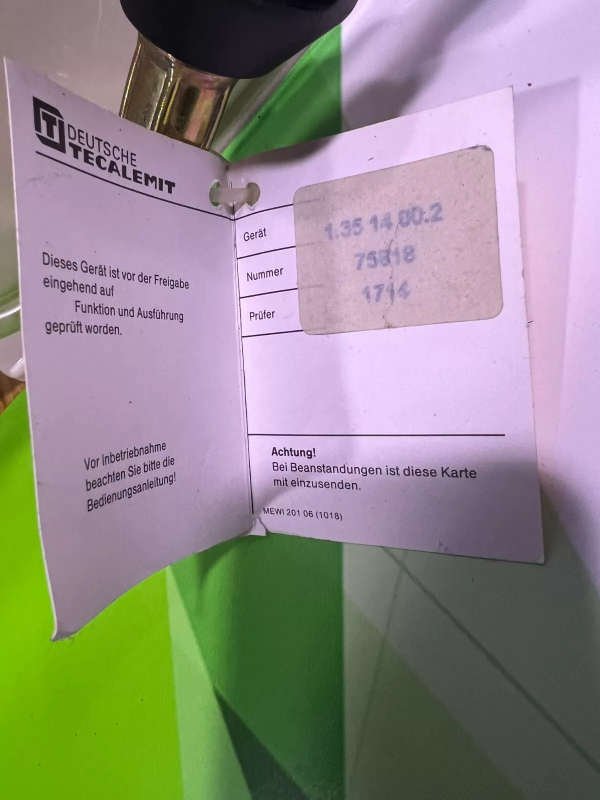 DEUTSCHE
TECALEMIT
Dieses Gerät ist vor der Freigabe
eingehend auf
Funktion und Ausführung
geprüft worden.
Vor Inbetriebnahme
beachten Sie bitte die
Bedienungsanleitung!
Gerät 1.35 14 80.2
Nummer 75818
Prüfer 1714
Achtung!
Bei Beanstandungen ist diese Karte
mit einzusenden.
MEWI 201 06 (1018)